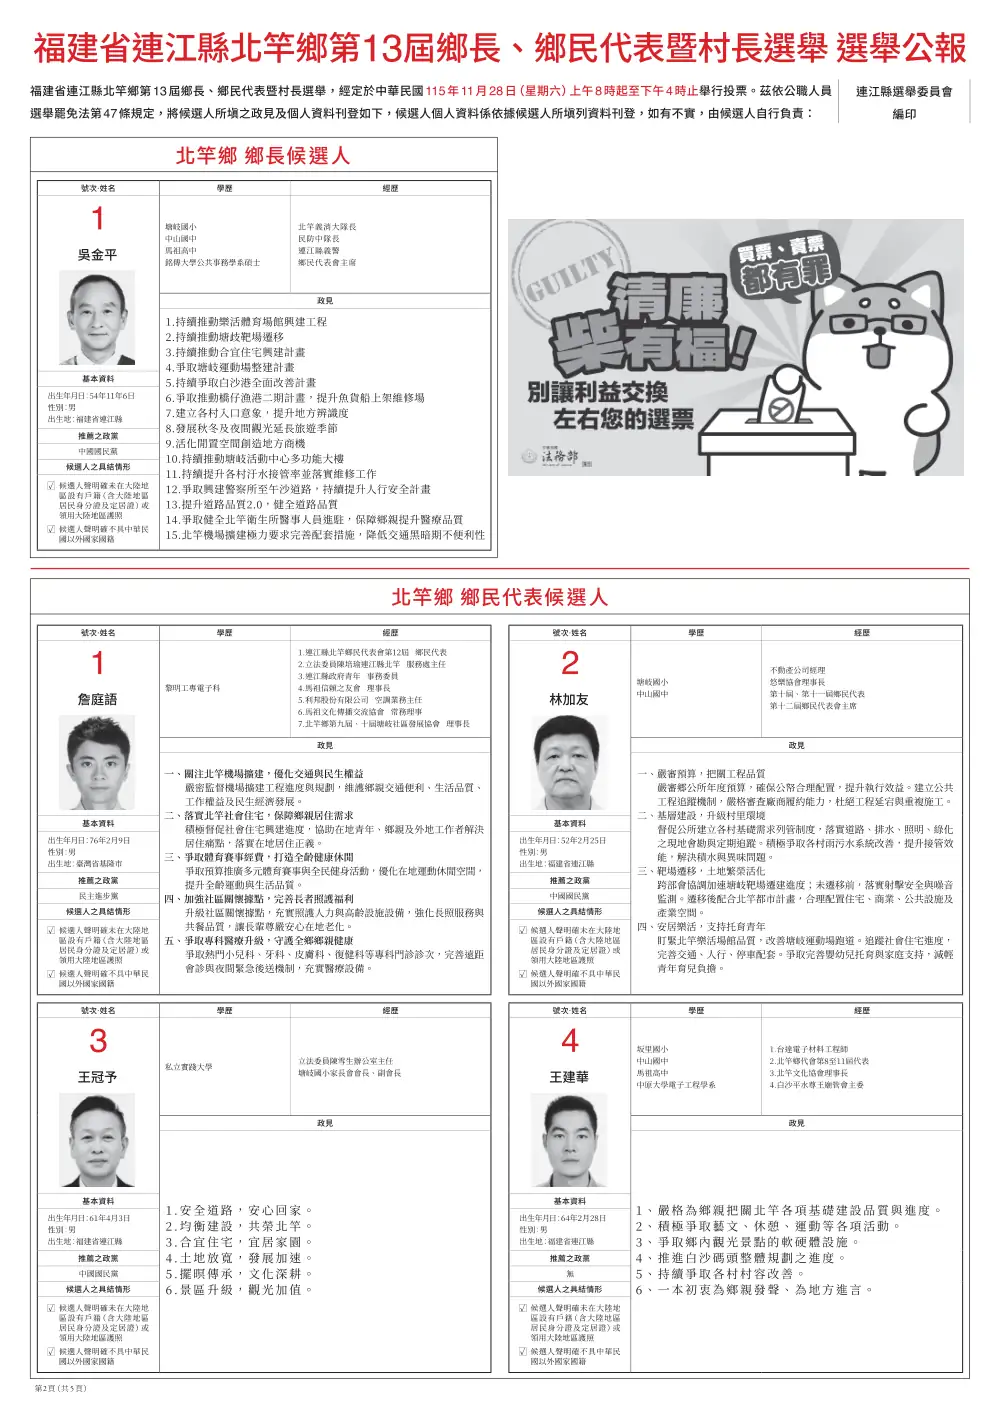 福建省連江縣北竿鄉第13屆鄉長、鄉民代表暨村長選舉 選舉公報
福建省連江縣北竿鄉第13屆鄉長、鄉民代表暨村長選舉，經定於中華民國115年11月28日（星期六）上午8時起至下午4時止舉行投票。茲依公職人員
選舉罷免法第47條規定，將候選人所填之政見及個人資料刊登如下，候選人個人資料係依據候選人所填列資料刊登，如有不實，由候選人自行負責：
連江縣選舉委員會
編印
北竿鄉 鄉長候選人
號次·姓名
學歷
經歷
1
吳金平
塘岐國小
中山國中
馬祖高中
銘傳大學公共事務學系碩士
北竿義消大隊長
民防中隊長
連江縣義警
鄉民代表會主席
政見
1.持續推動樂活體育場館興建工程
2.持續推動塘歧靶場遷移
3.持續推動合宜住宅興建計畫
4.爭取塘岐運動場整建計畫
5.持續爭取白沙港全面改善計畫
6.爭取推動橋仔漁港二期計畫，提升魚貨船上架維修場
7.建立各村入口意象，提升地方辨識度
8.發展秋冬及夜間觀光延長旅遊季節
9.活化閒置空間創造地方商機
10.持續推動塘岐活動中心多功能大樓
11.持續提升各村汙水接管率並落實維修工作
12.爭取興建警察所至午沙道路，持續提升人行安全計畫
13.提升道路品質2.0，健全道路品質
14.爭取健全北竿衛生所醫事人員進駐，保障鄉親提升醫療品質
15.北竿機場擴建極力要求完善配套措施，降低交通黑暗期不便利性
基本資料
出生年月日：54年11年6日
性別：男
出生地：福建省連江縣
推薦之政黨
中國國民黨
候選人之具結情形
☑ 候選人聲明確未在大陸地
區設有戶籍（含大陸地區
居民身分證及定居證）或
領用大陸地區護照
☑ 候選人聲明確不具中華民
國以外國家國籍
GUILTY
買票、賣票
都有罪
清廉
柴有福！
別讓利益交換
左右您的選票
法務部
北竿鄉 鄉民代表候選人
號次·姓名
學歷
經歷
1
詹庭語
黎明工專電子科
1.連江縣北竿鄉民代表會第12屆 鄉民代表
2.立法委員陳培瑜連江縣北竿 服務處主任
3.連江縣政府青年 事務委員
4.馬祖信賴之友會 理事長
5.利邦股份有限公司 空調業務主任
6.馬祖文化傳播交流協會 常務理事
7.北竿鄉第九屆、十屆塘岐社區發展協會 理事長
政見
一、關注北竿機場擴建，優化交通與民生權益
嚴密監督機場擴建工程進度與規劃，維護鄉親交通便利、生活品質、
工作權益及民生經濟發展。
二、落實北竿社會住宅，保障鄉親居住需求
積極督促社會住宅興建進度，協助在地青年、鄉親及外地工作者解決
居住痛點，落實在地居住正義。
三、爭取體育賽事經費，打造全齡健康休閒
爭取預算推廣多元體育賽事與全民健身活動，優化在地運動休閒空間，
提升全齡運動與生活品質。
四、加強社區關懷據點，完善長者照護福利
升級社區關懷據點，充實照護人力與高齡設施設備，強化長照服務與
共餐品質，讓長輩尊嚴安心在地老化。
五、爭取專科醫療升級，守護全鄉鄉親健康
爭取熱門小兒科、牙科、皮膚科、復健科等專科門診診次，完善遠距
會診與夜間緊急後送機制，充實醫療設備。
基本資料
出生年月日：76年2月9日
性別：男
出生地：臺灣省基隆市
推薦之政黨
民主進步黨
候選人之具結情形
☑ 候選人聲明確未在大陸地
區設有戶籍（含大陸地區
居民身分證及定居證）或
領用大陸地區護照
☑ 候選人聲明確不具中華民
國以外國家國籍
號次·姓名
學歷
經歷
2
林加友
塘岐國小
中山國中
不動產公司經理
悠樂協會理事長
第十屆、第十一屆鄉民代表
第十二屆鄉民代表會主席
政見
一、嚴審預算，把關工程品質
嚴審鄉公所年度預算，確保公帑合理配置，提升執行效益。建立公共
工程追蹤機制，嚴格審查廠商履約能力，杜絕工程延宕與重複施工。
二、基層建設，升級村里環境
督促公所建立各村基礎需求列管制度，落實道路、排水、照明、綠化
之現地會勘與定期追蹤。積極爭取各村雨污水系統改善，提升接管效
能，解決積水與異味問題。
三、靶場遷移，土地繁榮活化
跨部會協調加速塘岐靶場遷建進度；未遷移前，落實射擊安全與噪音
監測。遷移後配合北竿都市計畫，合理配置住宅、商業、公共設施及
產業空間。
四、安居樂活，支持托育青年
盯緊北竿樂活場館品質，改善塘岐運動場跑道。追蹤社會住宅進度，
完善交通、人行、停車配套。爭取完善嬰幼兒托育與家庭支持，減輕
青年育兒負擔。
基本資料
出生年月日：52年2月25日
性別：男
出生地：福建省連江縣
推薦之政黨
中國國民黨
候選人之具結情形
☑ 候選人聲明確未在大陸地
區設有戶籍（含大陸地區
居民身分證及定居證）或
領用大陸地區護照
☑ 候選人聲明確不具中華民
國以外國家國籍
號次·姓名
學歷
經歷
3
王冠予
私立實踐大學
立法委員陳雪生辦公室主任
塘岐國小家長會會長、副會長
政見
1.安全道路，安心回家。
2.均衡建設，共榮北竿。
3.合宜住宅，宜居家園。
4.土地放寬，發展加速。
5.擺暝傳承，文化深耕。
6.景區升級，觀光加值。
基本資料
出生年月日：61年4月3日
性別：男
出生地：福建省連江縣
推薦之政黨
中國國民黨
候選人之具結情形
☑ 候選人聲明確未在大陸地
區設有戶籍（含大陸地區
居民身分證及定居證）或
領用大陸地區護照
☑ 候選人聲明確不具中華民
國以外國家國籍
號次·姓名
學歷
經歷
4
王建華
坂里國小
中山國中
馬祖高中
中原大學電子工程學系
1.台達電子材料工程師
2.北竿鄉代會第8至11屆代表
3.北竿文化協會理事長
4.白沙平水尊王廟管會主委
政見
1、嚴格為鄉親把關北竿各項基礎建設品質與進度。
2、積極爭取藝文、休憩、運動等各項活動。
3、爭取鄉內觀光景點的軟硬體設施。
4、推進白沙碼頭整體規劃之進度。
5、持續爭取各村村容改善。
6、一本初衷為鄉親發聲、為地方進言。
基本資料
出生年月日：64年2月28日
性別：男
出生地：福建省連江縣
推薦之政黨
無
候選人之具結情形
☑ 候選人聲明確未在大陸地
區設有戶籍（含大陸地區
居民身分證及定居證）或
領用大陸地區護照
☑ 候選人聲明確不具中華民
國以外國家國籍
第2頁（共5頁）